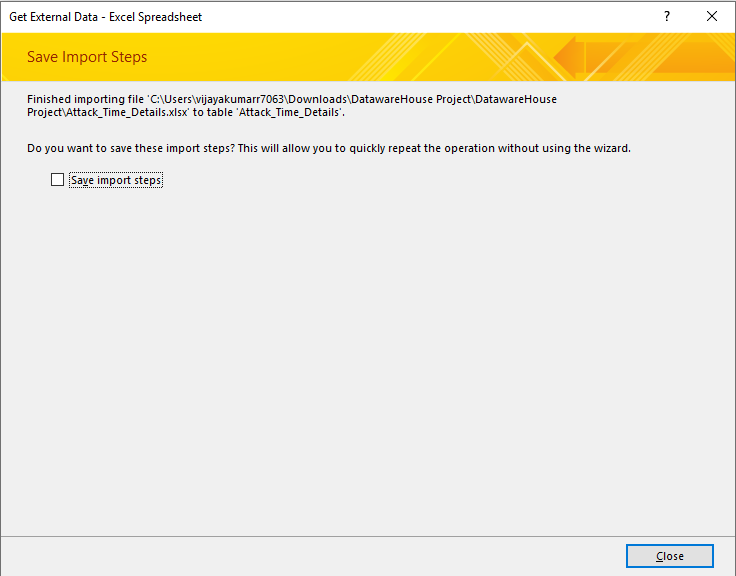 Get External Data - Excel Spreadsheet
?
Save Import Steps
Finished importing file 'C:\Users\vijayakumarr7063\Downloads\DatawareHouse Project\DatawareHouse
Project\Attack_Time_Details.xlsx' to table 'Attack_Time_Details'.
Do you want to save these import steps? This will allow you to quickly repeat the operation without using the wizard.
Save import steps
Close